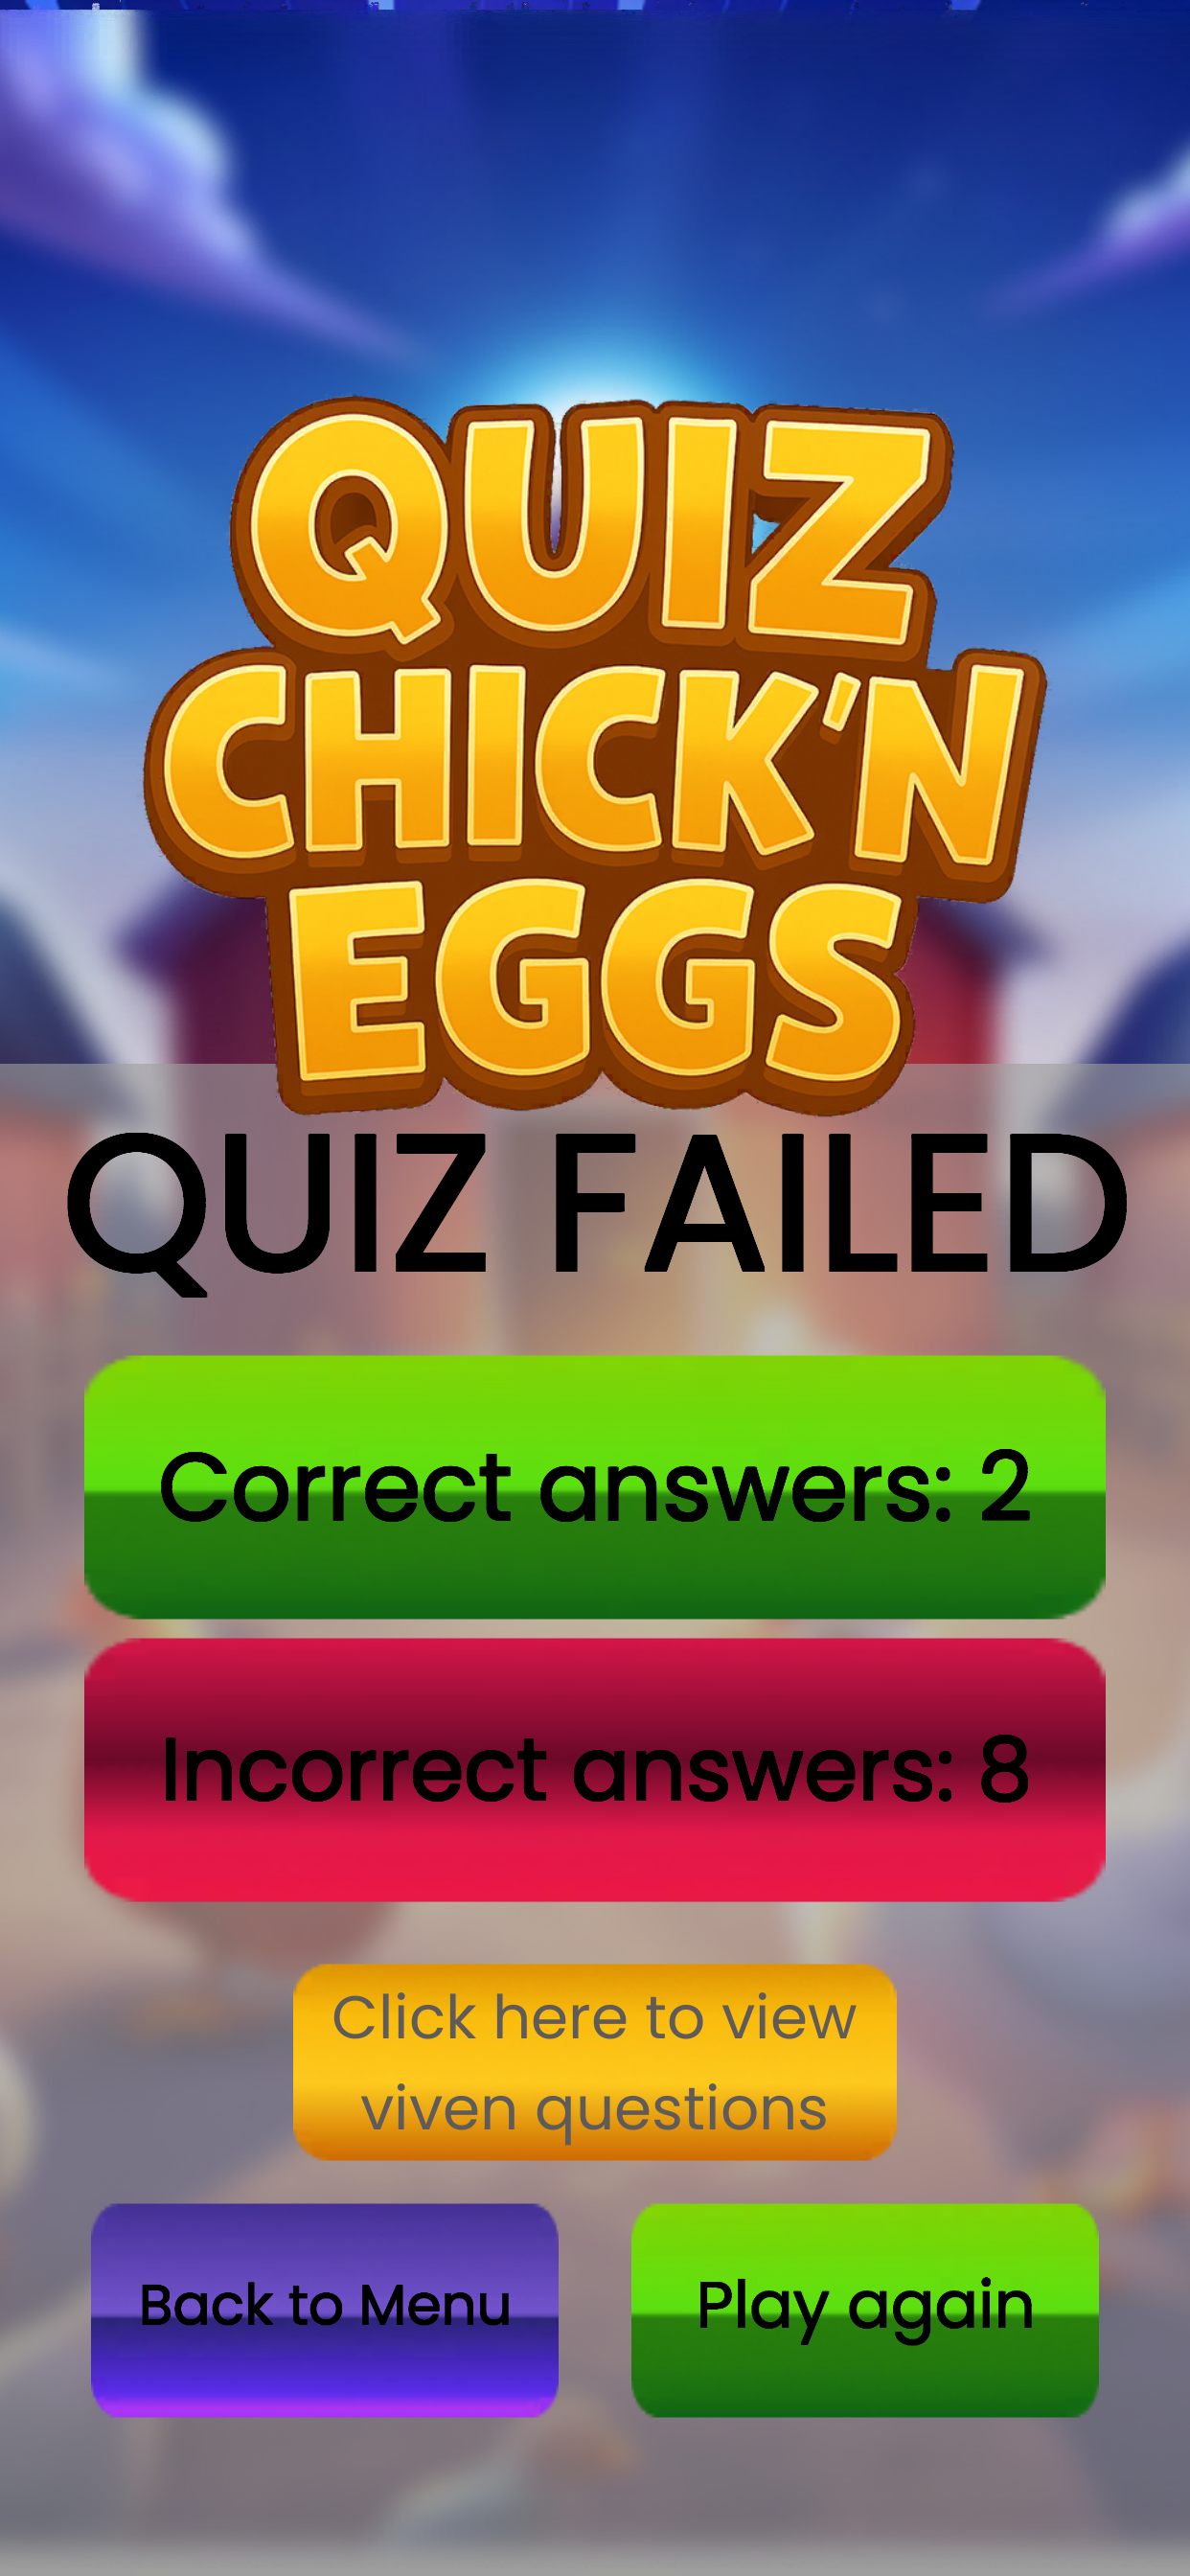 QUIZ
CHICK'N
EGGS
QUIZ FAILED
Correct answers: 2
Incorrect answers: 8
Click here to view
viven questions
Back to Menu
Play again